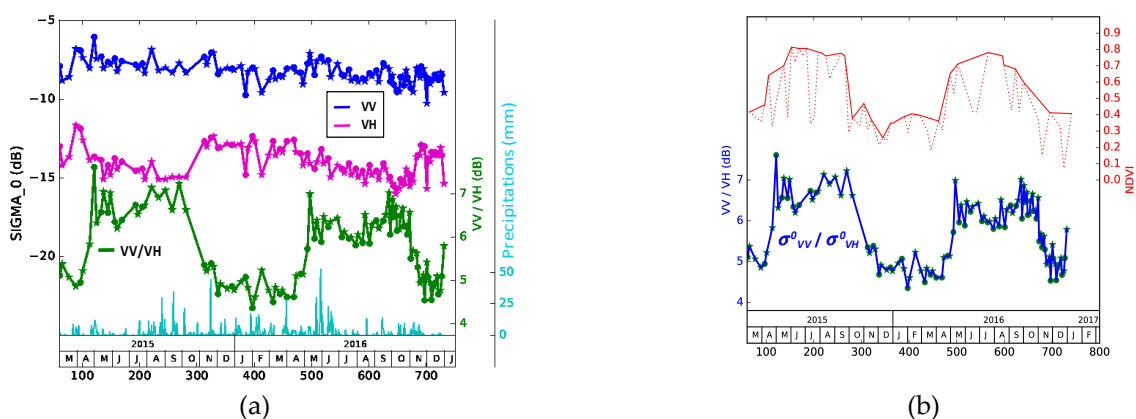 −5
−10
−15
−20
SIGMA_0 (dB)
VV
VH
VV/VH
7
6
5
4
VV / VH (dB)
50
25
0
Precipitations (mm)
2015 2016
M A M J J A S O N D J F M A M J J A S O N D J
100 200 300 400 500 600 700
(a)
0.9
0.8
0.7
0.6
0.5
0.4
0.3
0.2
0.1
0.0
NDVI
7
6
5
4
VV / VH (dB)
σ⁰VV / σ⁰VH
2015 2016 2017
M A M J J A S O N D J F M A M J J A S O N D J F
100 200 300 400 500 600 700 800
(b)